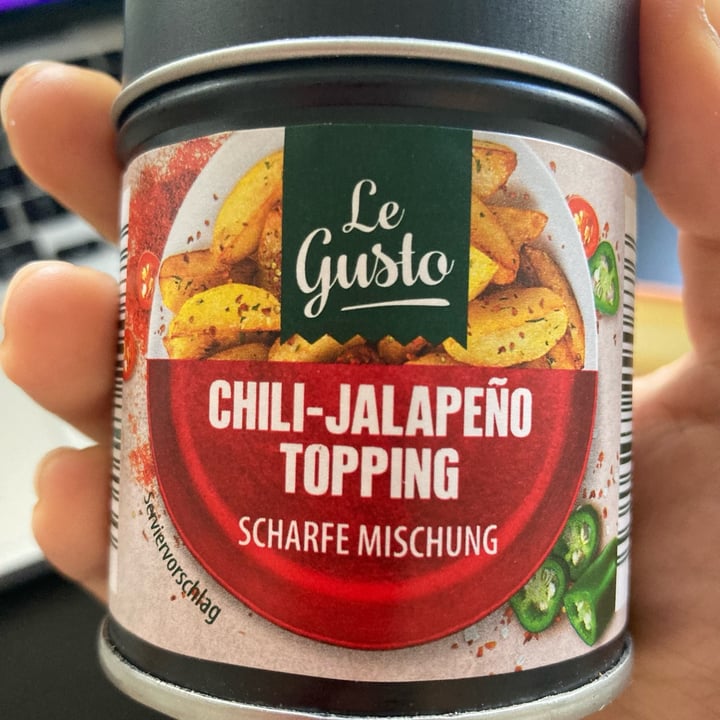 Le
Gusto
CHILI-JALAPEÑO
TOPPING
SCHARFE MISCHUNG
Serviervorschlag